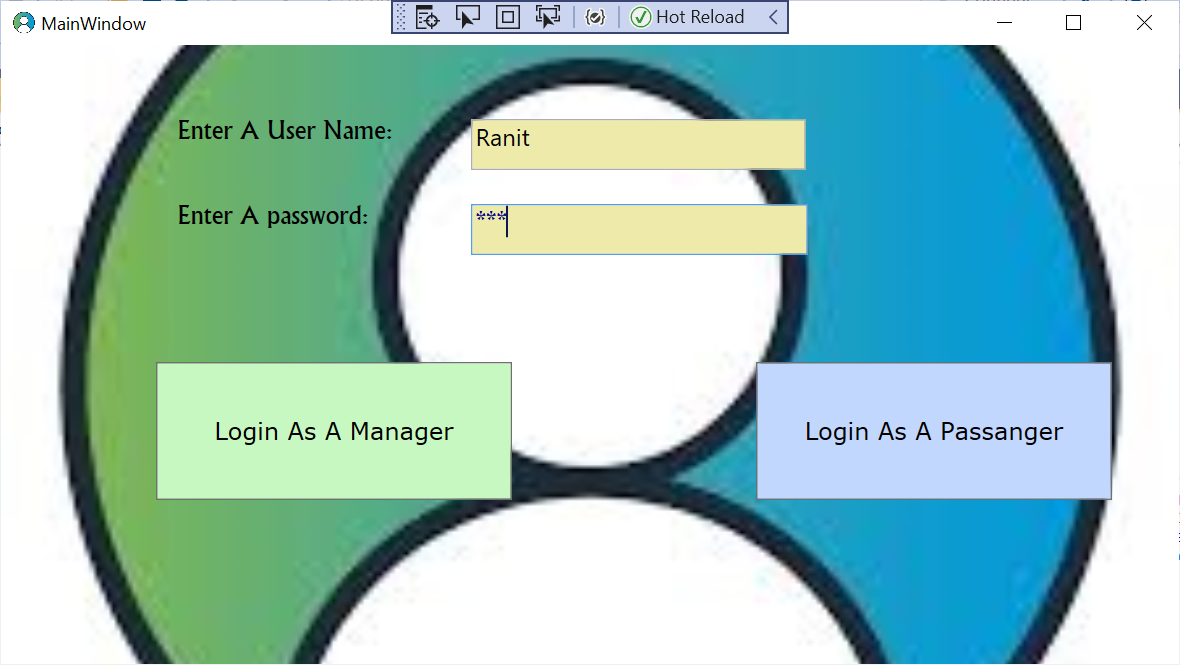 MainWindow
Hot Reload
Enter A User Name:
Ranit
Enter A password:
***
Login As A Manager
Login As A Passanger